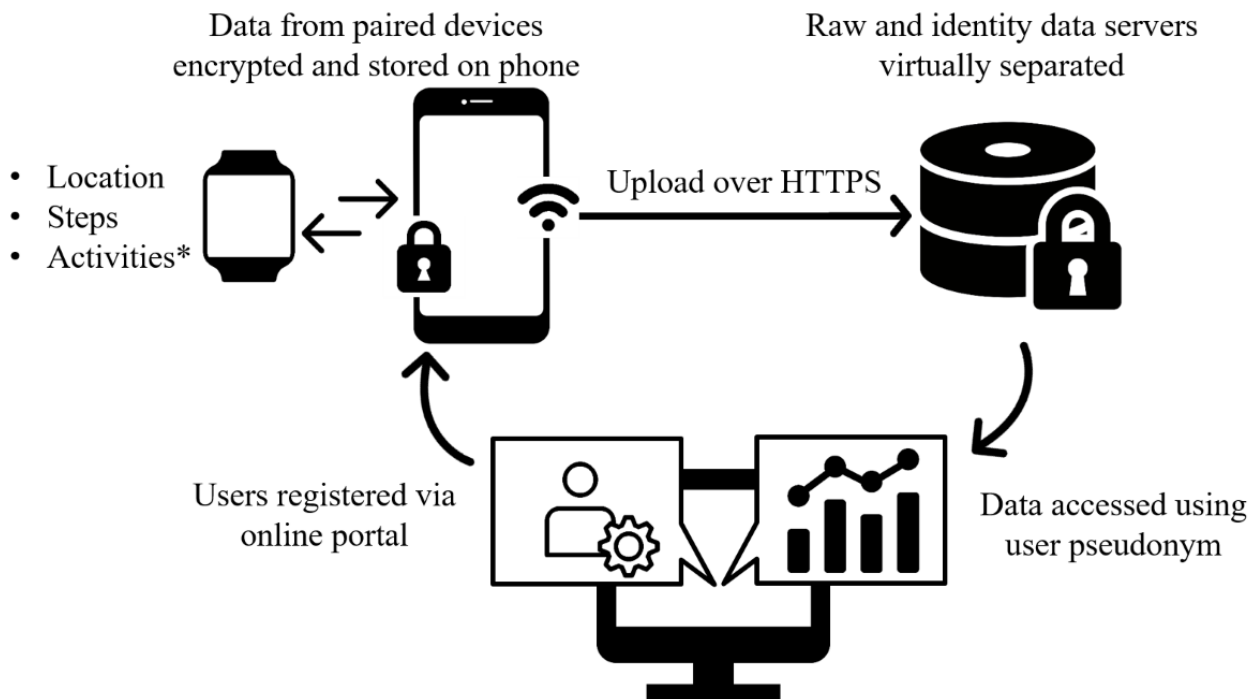 Data from paired devices
encrypted and stored on phone
Raw and identity data servers
virtually separated
• Location
• Steps
• Activities*
Upload over HTTPS
Users registered via
online portal
Data accessed using
user pseudonym